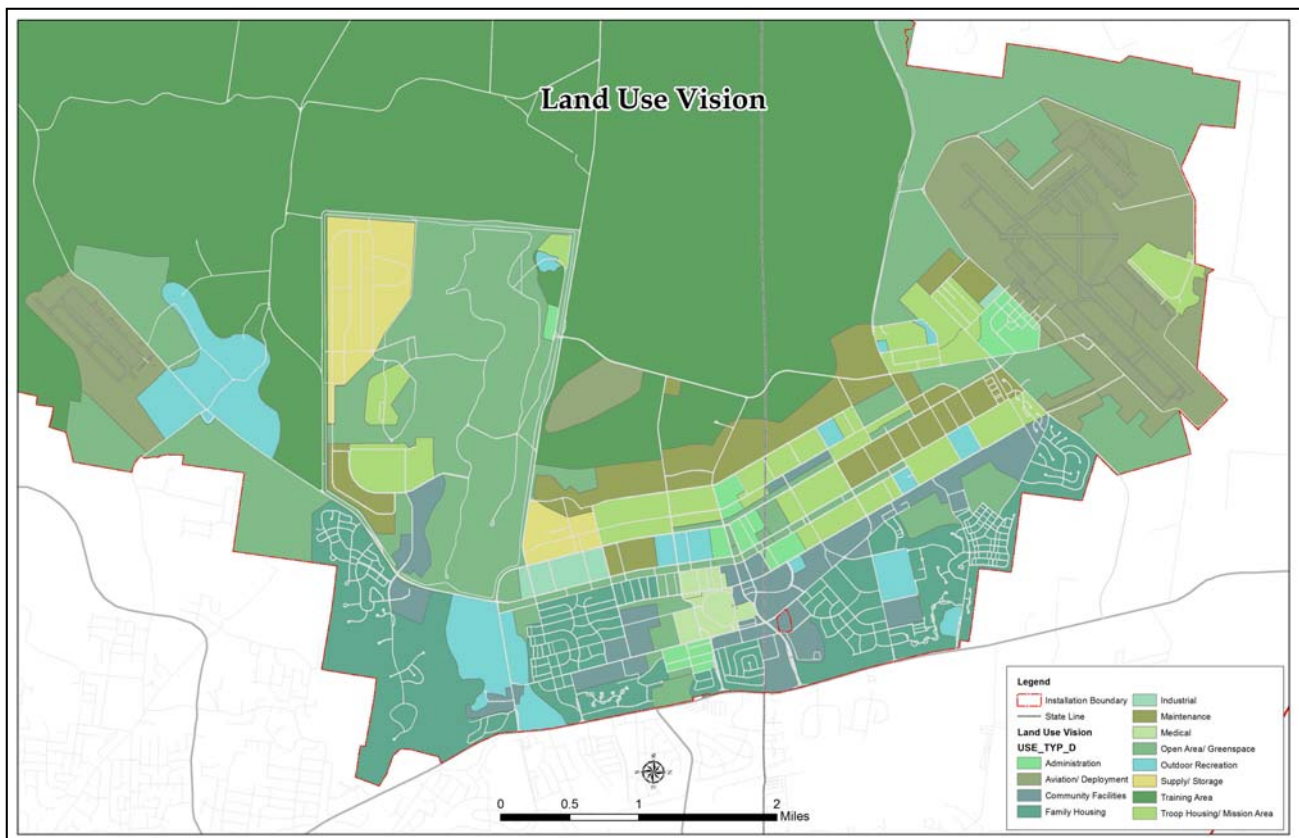 Land Use Vision
Legend
Installation Boundary
State Line
Land Use Vision
USE_TYP_D
Administration
Aviation/ Deployment
Community Facilities
Family Housing
Industrial
Maintenance
Medical
Open Area/ Greenspace
Outdoor Recreation
Supply/ Storage
Training Area
Troop Housing/ Mission Area
0 0.5 1 2
Miles